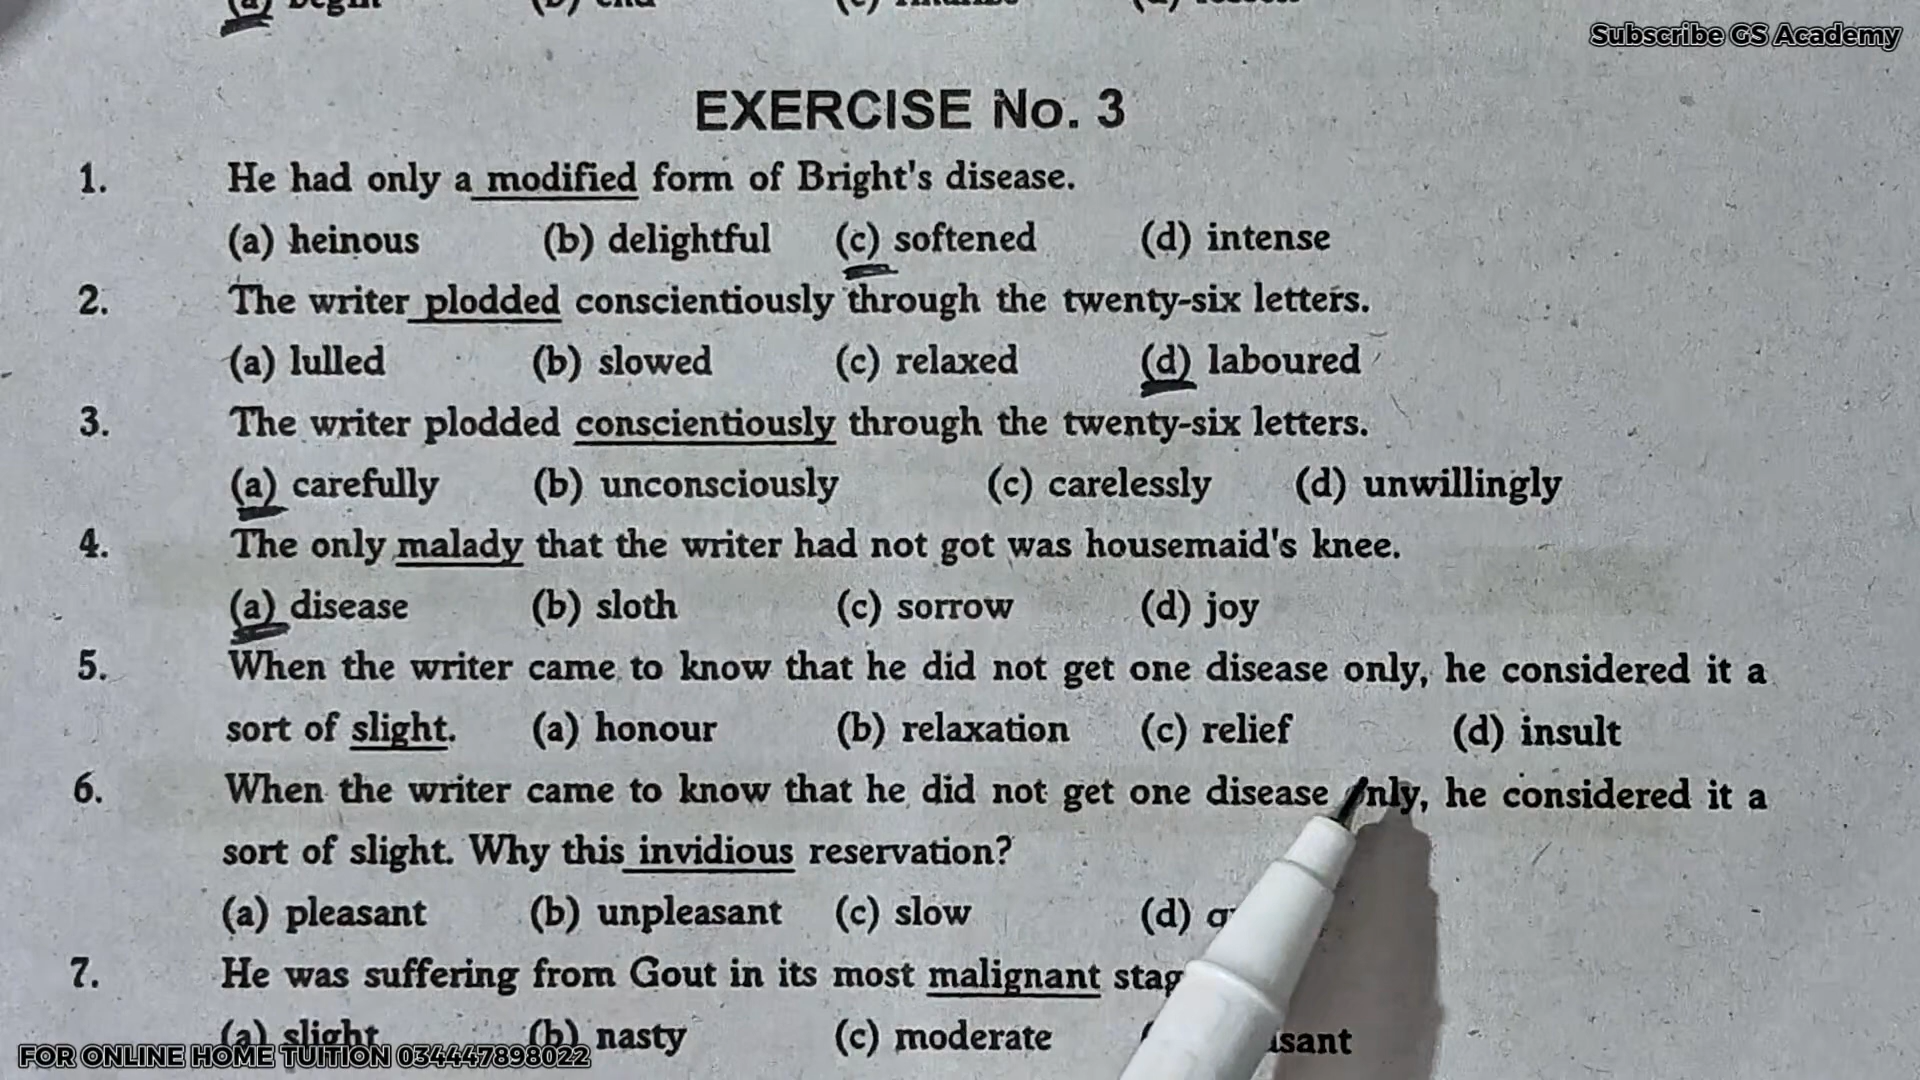 (a) begin (b) end
Subscribe GS Academy
EXERCISE No. 3
1. He had only a modified form of Bright's disease.
(a) heinous (b) delightful (c) softened (d) intense
2. The writer plodded conscientiously through the twenty-six letters.
(a) lulled (b) slowed (c) relaxed (d) laboured
3. The writer plodded conscientiously through the twenty-six letters.
(a) carefully (b) unconsciously (c) carelessly (d) unwillingly
4. The only malady that the writer had not got was housemaid's knee.
(a) disease (b) sloth (c) sorrow (d) joy
5. When the writer came to know that he did not get one disease only, he considered it a
sort of slight. (a) honour (b) relaxation (c) relief (d) insult
6. When the writer came to know that he did not get one disease only, he considered it a
sort of slight. Why this invidious reservation?
(a) pleasant (b) unpleasant (c) slow (d)
7. He was suffering from Gout in its most malignant
(a) slight (b) nasty (c) moderate
FOR ONLINE HOME TUITION 034447898022